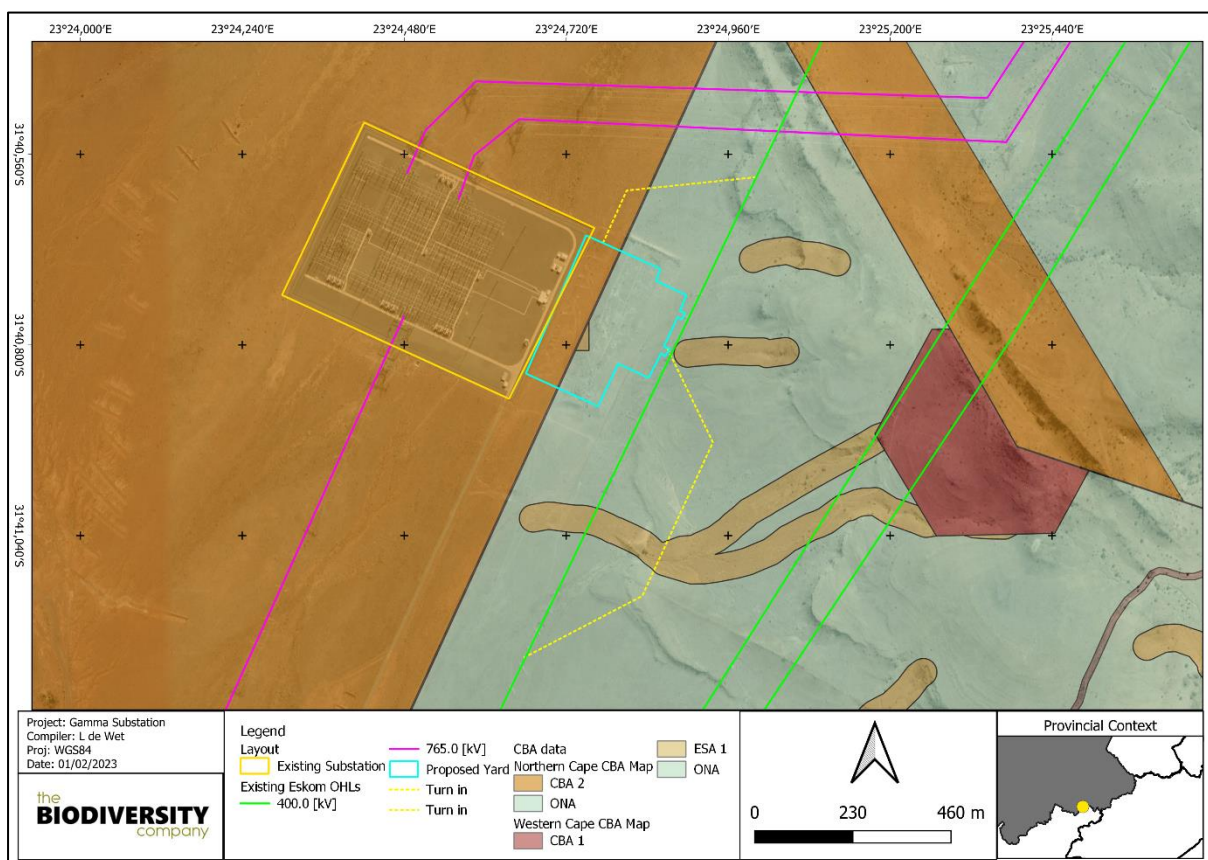 23°24,000′E 23°24,240′E 23°24,480′E 23°24,720′E 23°24,960′E 23°25,200′E 23°25,440′E
31°40,560′S
31°40,800′S
31°41,040′S
Project: Gamma Substation
Compiler: L de Wet
Proj: WGS84
Date: 01/02/2023
the
BIODIVERSITY
company
Legend
Layout
Existing Substation
Existing Eskom OHLs
400.0 [kV]
765.0 [kV]
Proposed Yard
Turn in
Turn in
CBA data
Northern Cape CBA Map
CBA 2
ONA
Western Cape CBA Map
CBA 1
ESA 1
ONA
0 230 460 m
Provincial Context